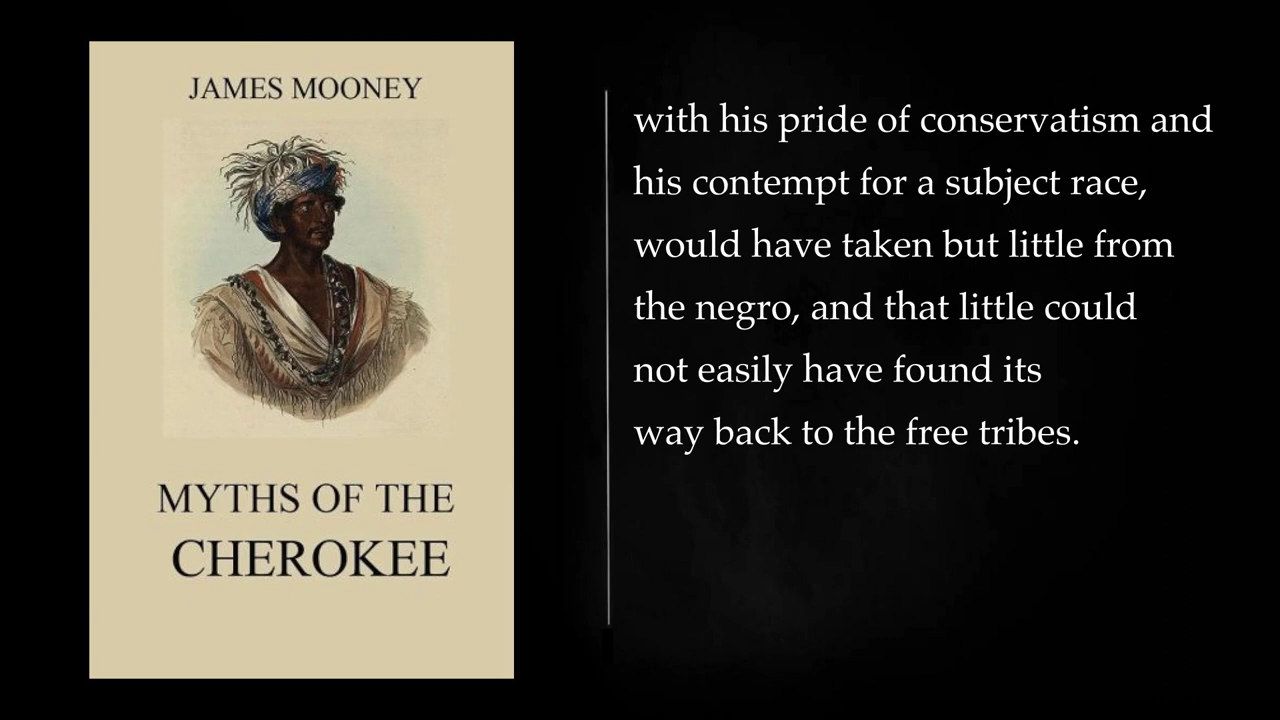 JAMES MOONEY
MYTHS OF THE
CHEROKEE
with his pride of conservatism and
his contempt for a subject race,
would have taken but little from
the negro, and that little could
not easily have found its
way back to the free tribes.